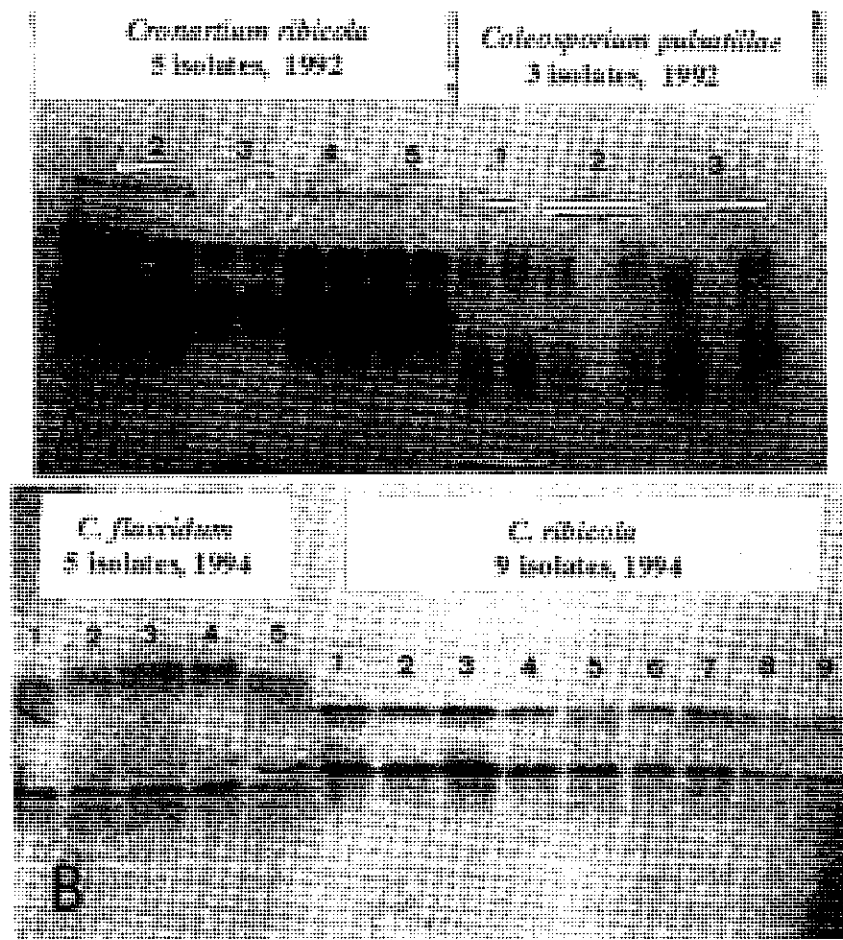 Cronartium ribicola
5 isolates, 1992
Coleosporium pulsatillae
3 isolates, 1992
2 3 4 5 1 2 3
C. flaccidum
5 isolates, 1994
C. ribicola
9 isolates, 1994
1 2 3 4 5 1 2 3 4 5 6 7 8 9
B